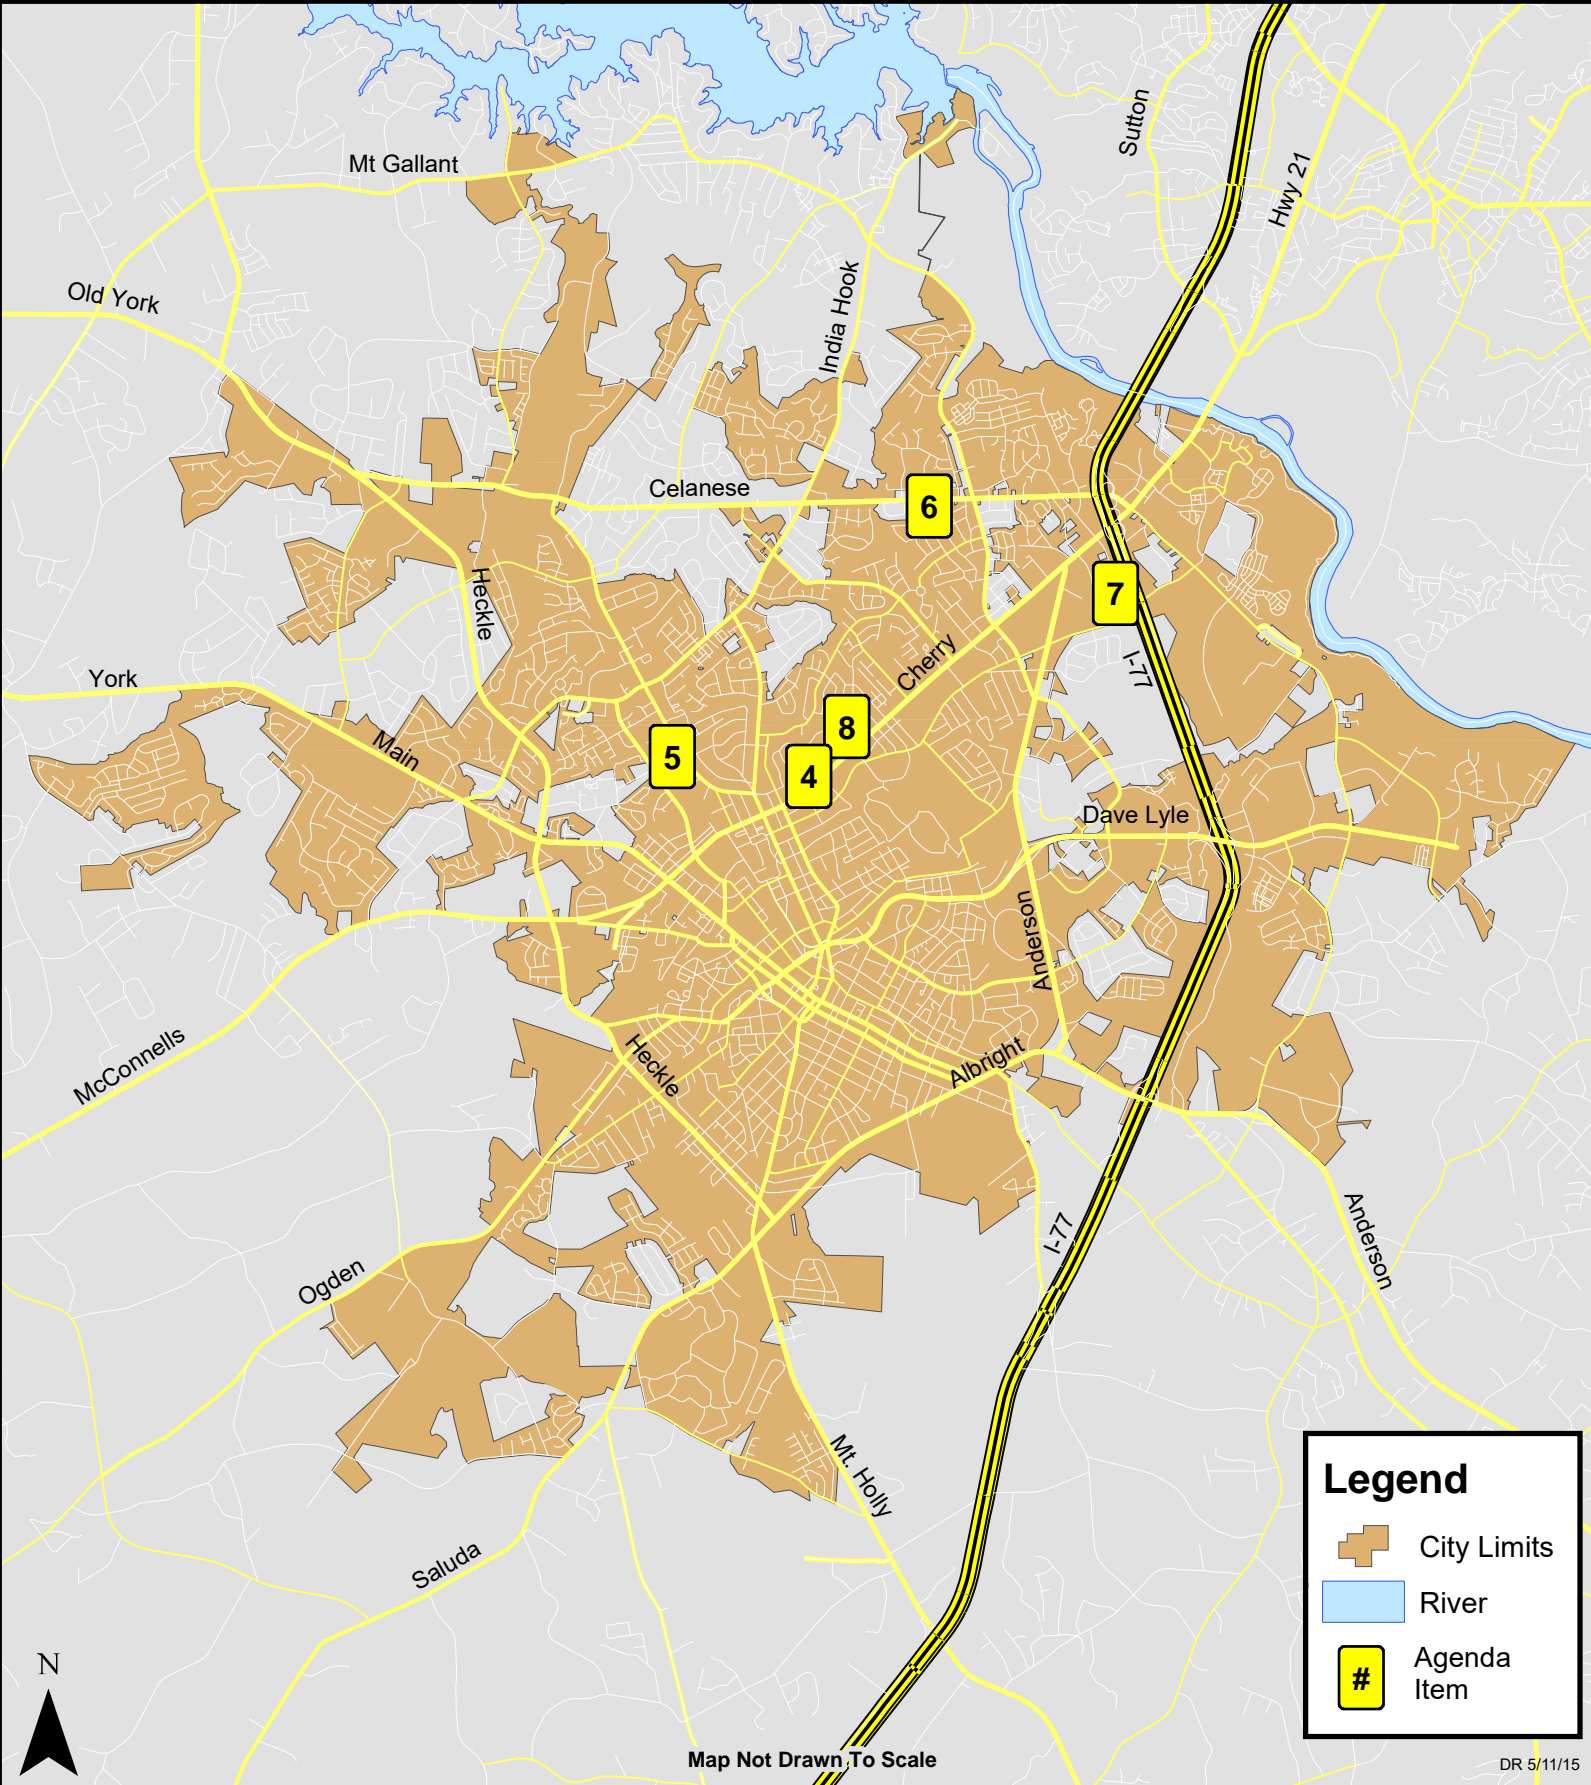 Sutton
Mt Gallant
Hwy 21
Old York
India Hook
Celanese
6
Heckle
7
I-77
Cherry
York
Main
8
5
4
Dave Lyle
Anderson
McConnells
Heckle
Albright
I-77
Anderson
Ogden
Mt. Holly
Saluda
Legend
City Limits
River
#
Agenda
Item
N
Map Not Drawn To Scale
DR 5/11/15